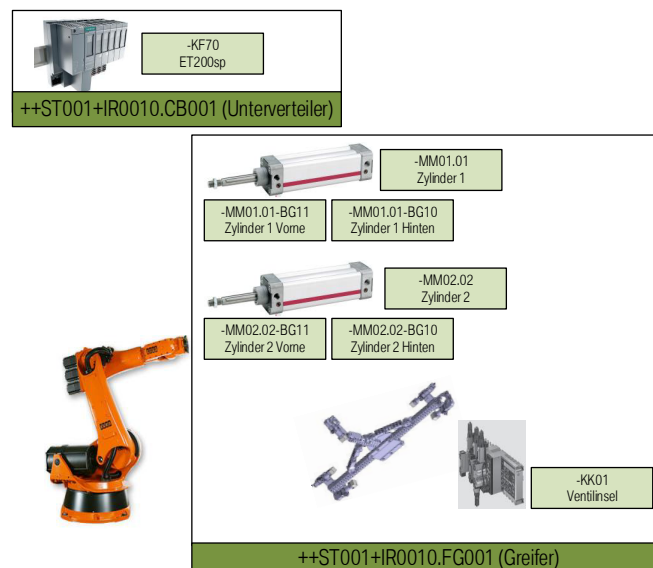 -KF70
ET200sp
++ST001+IR0010.CB001 (Unterverteiler)
-MM01.01
Zylinder 1
-MM01.01-BG11
Zylinder 1 Vorne
-MM01.01-BG10
Zylinder 1 Hinten
-MM02.02
Zylinder 2
-MM02.02-BG11
Zylinder 2 Vorne
-MM02.02-BG10
Zylinder 2 Hinten
-KK01
Ventilinsel
++ST001+IR0010.FG001 (Greifer)